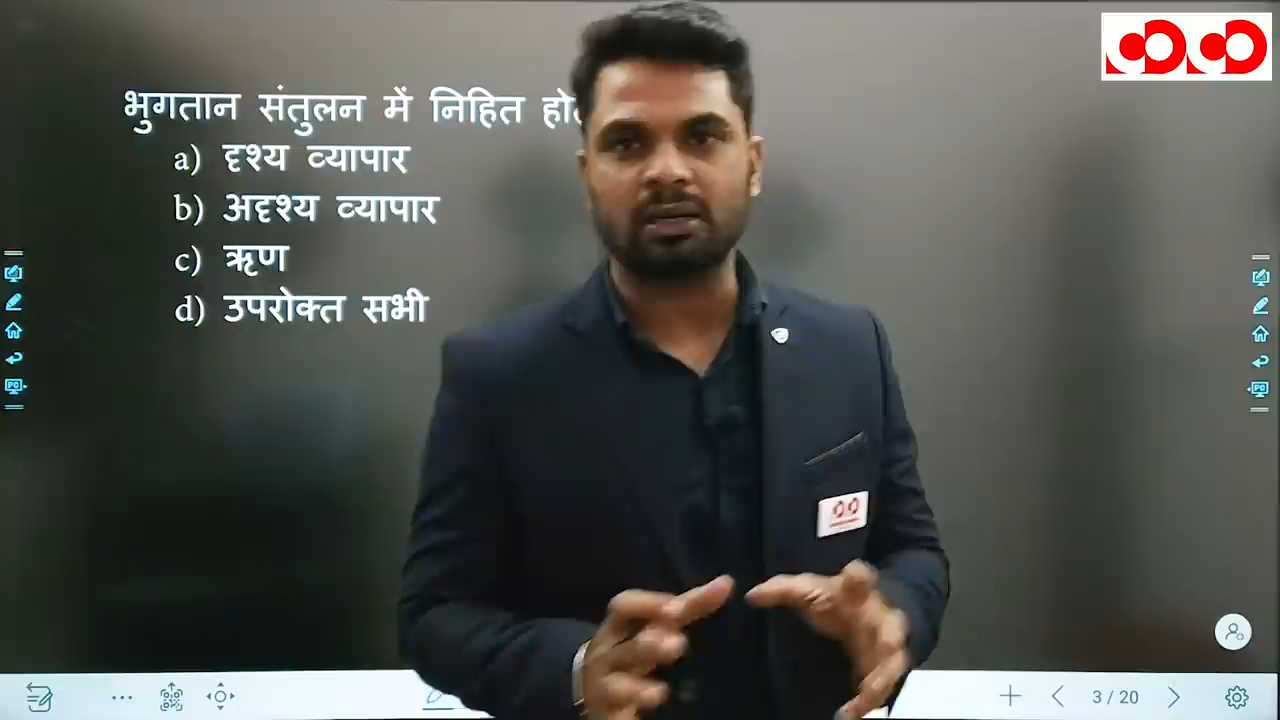 भुगतान संतुलन में निहित
a) दृश्य व्यापार
b) अदृश्य व्यापार
c) ऋण
d) उपरोक्त सभी
3 / 20